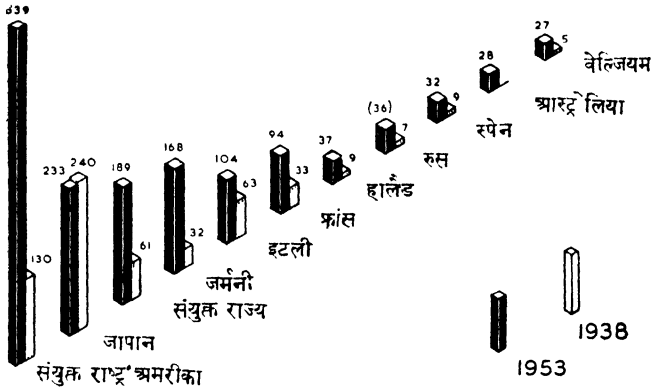 27
5
वेल्जियम
28
आस्ट्रेलिया
32
9
स्पेन
(36)
7
रुस
37
9
हालैंड
94
33
फ्रांस
104
63
इटली
168
32
जर्मनी
189
61
संयुक्त राज्य
233
240
जापान
130
संयुक्त राष्ट्र अमरीका
1938
1953